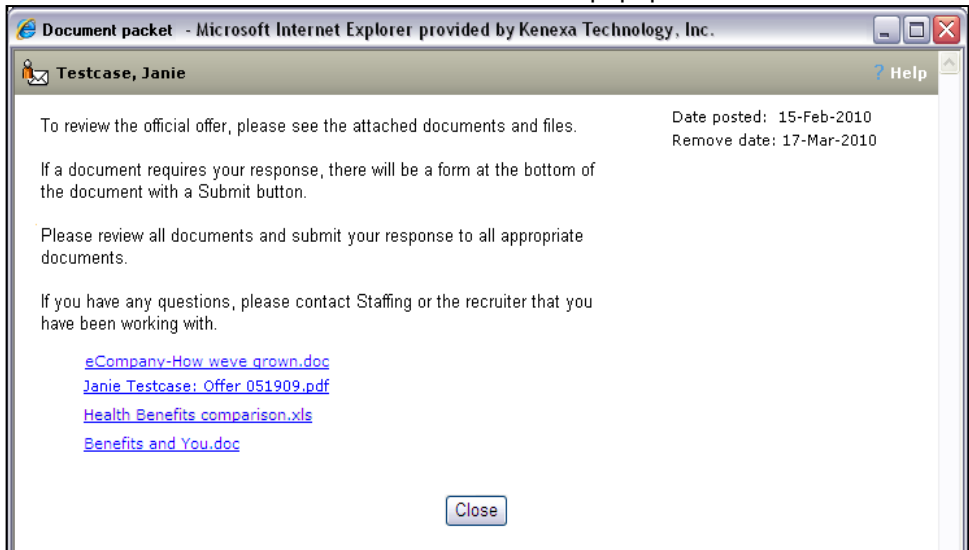 Document packet - Microsoft Internet Explorer provided by Kenexa Technology, Inc.
Testcase, Janie
? Help
To review the official offer, please see the attached documents and files.
Date posted: 15-Feb-2010
Remove date: 17-Mar-2010
If a document requires your response, there will be a form at the bottom of
the document with a Submit button.
Please review all documents and submit your response to all appropriate
documents.
If you have any questions, please contact Staffing or the recruiter that you
have been working with.
eCompany-How weve grown.doc
Janie Testcase: Offer 051909.pdf
Health Benefits comparison.xls
Benefits and You.doc
Close